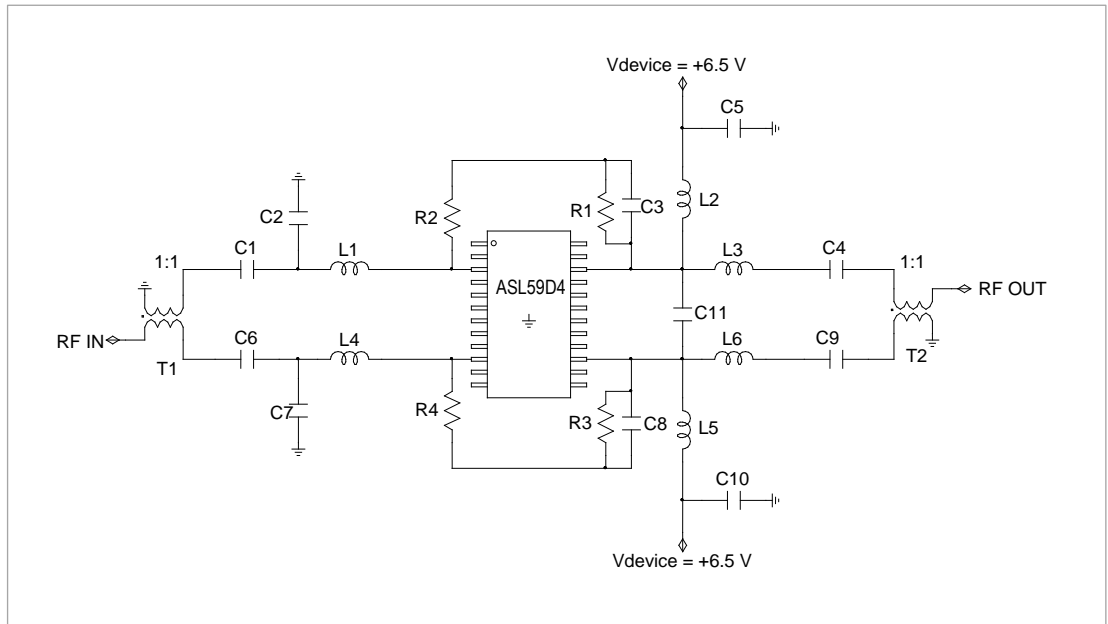 Vdevice = +6.5 V
C5
L2
C2
R2
R1
C3
C1
L1
L3
C4
1:1
1:1
ASL59D4
C11
RF OUT
RF IN
C6
L4
L6
C9
T1
T2
C7
R4
R3
C8
L5
C10
Vdevice = +6.5 V